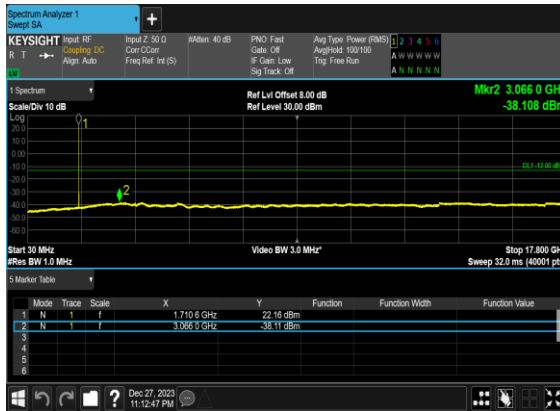 Spectrum Analyzer 1
Swept SA
KEYSIGHT
R T
Input: RF
Coupling: DC
Align: Auto
Input Z: 50 Ω
Corr CCorr
Freq Ref: Int (S)
#Atten: 40 dB
PNO: Fast
Gate: Off
IF Gain: Low
Sig Track: Off
Avg Type: Power (RMS)
Avg|Hold: 100/100
Trig: Free Run
1 2 3 4 5 6
A W W W W W
A N N N N N
1 Spectrum
Scale/Div 10 dB
Ref Lvl Offset 8.00 dB
Ref Level 30.00 dBm
Mkr2 3.066 0 GH
-38.108 dB
Log
20.0
10.0
0.00
-10.0
-20.0
-30.0
-40.0
-50.0
-60.0
1
2
DL1 -13.00 dB
Start 30 MHz
#Res BW 1.0 MHz
Video BW 3.0 MHz*
Stop 17.800 GH
Sweep 32.0 ms (40001 pt
5 Marker Table
Mode Trace Scale X Y Function Function Width Function Value
1 N 1 f 1.710 6 GHz 22.16 dBm
2 N 1 f 3.066 0 GHz -38.11 dBm
3
4
5
6
?
Dec 27, 2023
11:12:47 PM